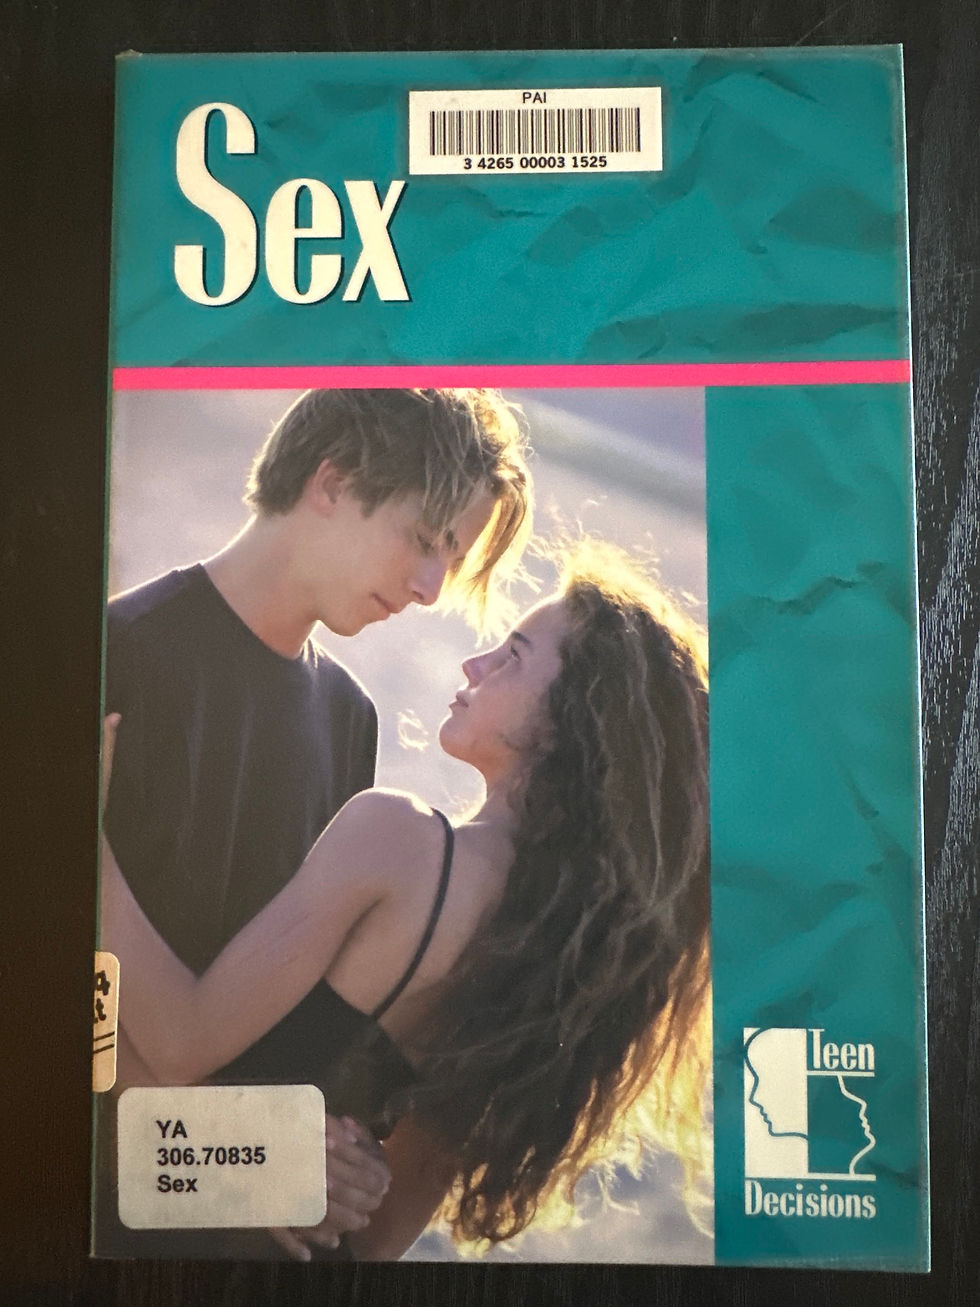 PAI
3 4265 00003 1525
Sex
YA
306.70835
Sex
Teen
Decisions